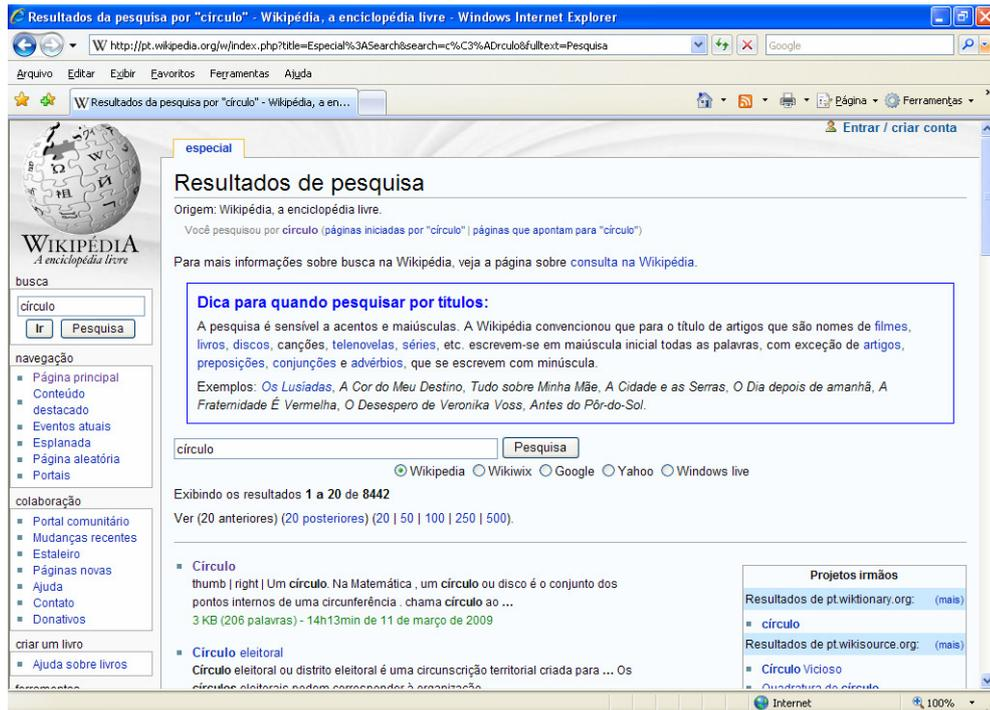 Resultados da pesquisa por "círculo" - Wikipédia, a enciclopédia livre - Windows Internet Explorer
W http://pt.wikipedia.org/w/index.php?title=Especial%3ASearch&search=c%C3%ADrculo&fulltext=Pesquisa
Google
Arquivo Editar Exibir Favoritos Ferramentas Ajuda
W Resultados da pesquisa por "círculo" - Wikipédia, a en...
Página Ferramentas
Entrar / criar conta
especial
WIKIPÉDIA
A enciclopédia livre
busca
círculo
Ir Pesquisa
navegação
Página principal
Conteúdo
destacado
Eventos atuais
Esplanada
Página aleatória
Portais
colaboração
Portal comunitário
Mudanças recentes
Estaleiro
Páginas novas
Ajuda
Contato
Donativos
criar um livro
Ajuda sobre livros
ferramentas
Resultados de pesquisa
Origem: Wikipédia, a enciclopédia livre.
Você pesquisou por círculo (páginas iniciadas por "círculo" | páginas que apontam para "círculo")
Para mais informações sobre busca na Wikipédia, veja a página sobre consulta na Wikipédia.
Dica para quando pesquisar por títulos:
A pesquisa é sensível a acentos e maiúsculas. A Wikipédia convencionou que para o título de artigos que são nomes de filmes,
livros, discos, canções, telenovelas, séries, etc. escrevem-se em maiúscula inicial todas as palavras, com exceção de artigos,
preposições, conjunções e advérbios, que se escrevem com minúscula.
Exemplos: Os Lusíadas, A Cor do Meu Destino, Tudo sobre Minha Mãe, A Cidade e as Serras, O Dia depois de amanhã, A
Fraternidade É Vermelha, O Desespero de Veronika Voss, Antes do Pôr-do-Sol.
círculo Pesquisa
Wikipedia Wikiwix Google Yahoo Windows live
Exibindo os resultados 1 a 20 de 8442
Ver (20 anteriores) (20 posteriores) (20 | 50 | 100 | 250 | 500).
Círculo
thumb | right | Um círculo. Na Matemática , um círculo ou disco é o conjunto dos
pontos internos de uma circunferência . chama círculo ao ...
3 KB (206 palavras) - 14h13min de 11 de março de 2009
Círculo eleitoral
Círculo eleitoral ou distrito eleitoral é uma circunscrição territorial criada para ... Os
círculos eleitorais podem corresponder à organização
Projetos irmãos
Resultados de pt.wiktionary.org: (mais)
círculo
Resultados de pt.wikisource.org: (mais)
Círculo Vicioso
Quadratura do círculo
Internet 100%